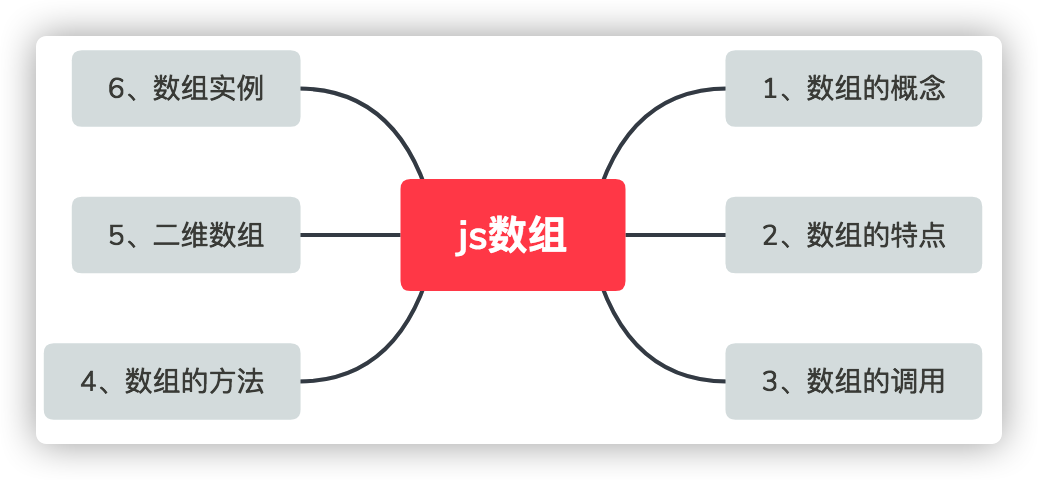 js数组
1、数组的概念
2、数组的特点
3、数组的调用
4、数组的方法
5、二维数组
6、数组实例